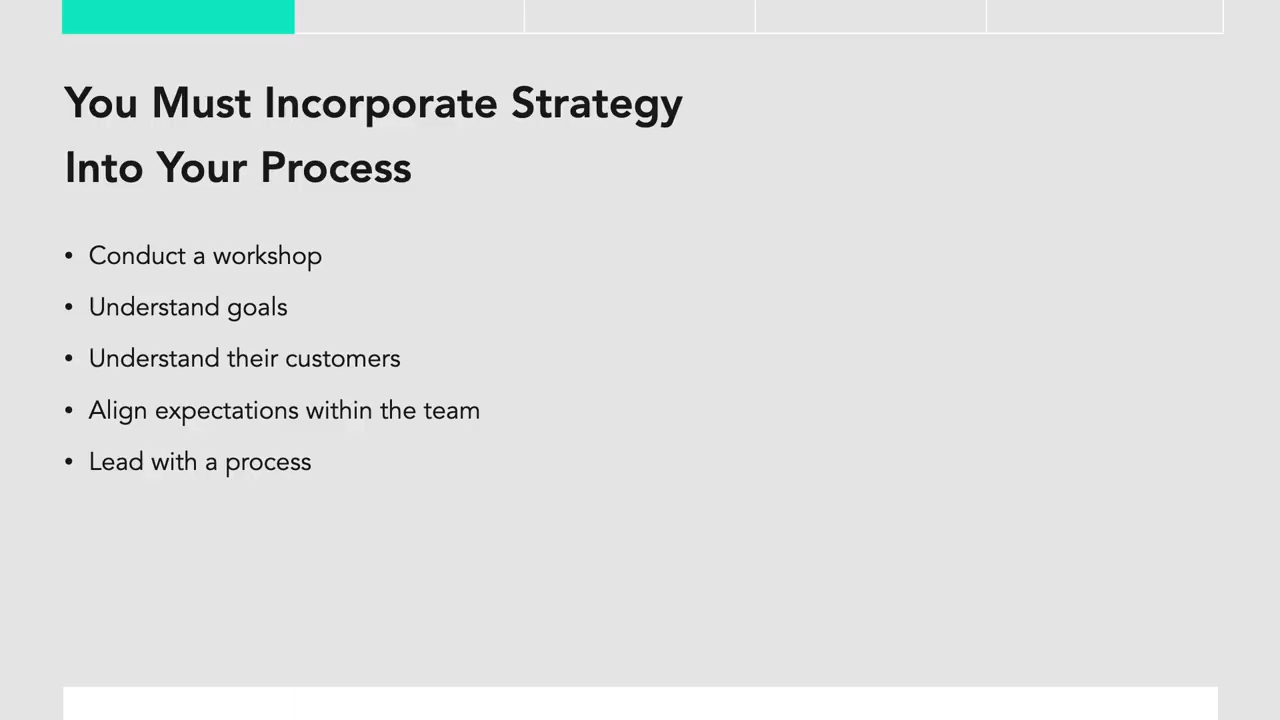 You Must Incorporate Strategy
Into Your Process
• Conduct a workshop
• Understand goals
• Understand their customers
• Align expectations within the team
• Lead with a process